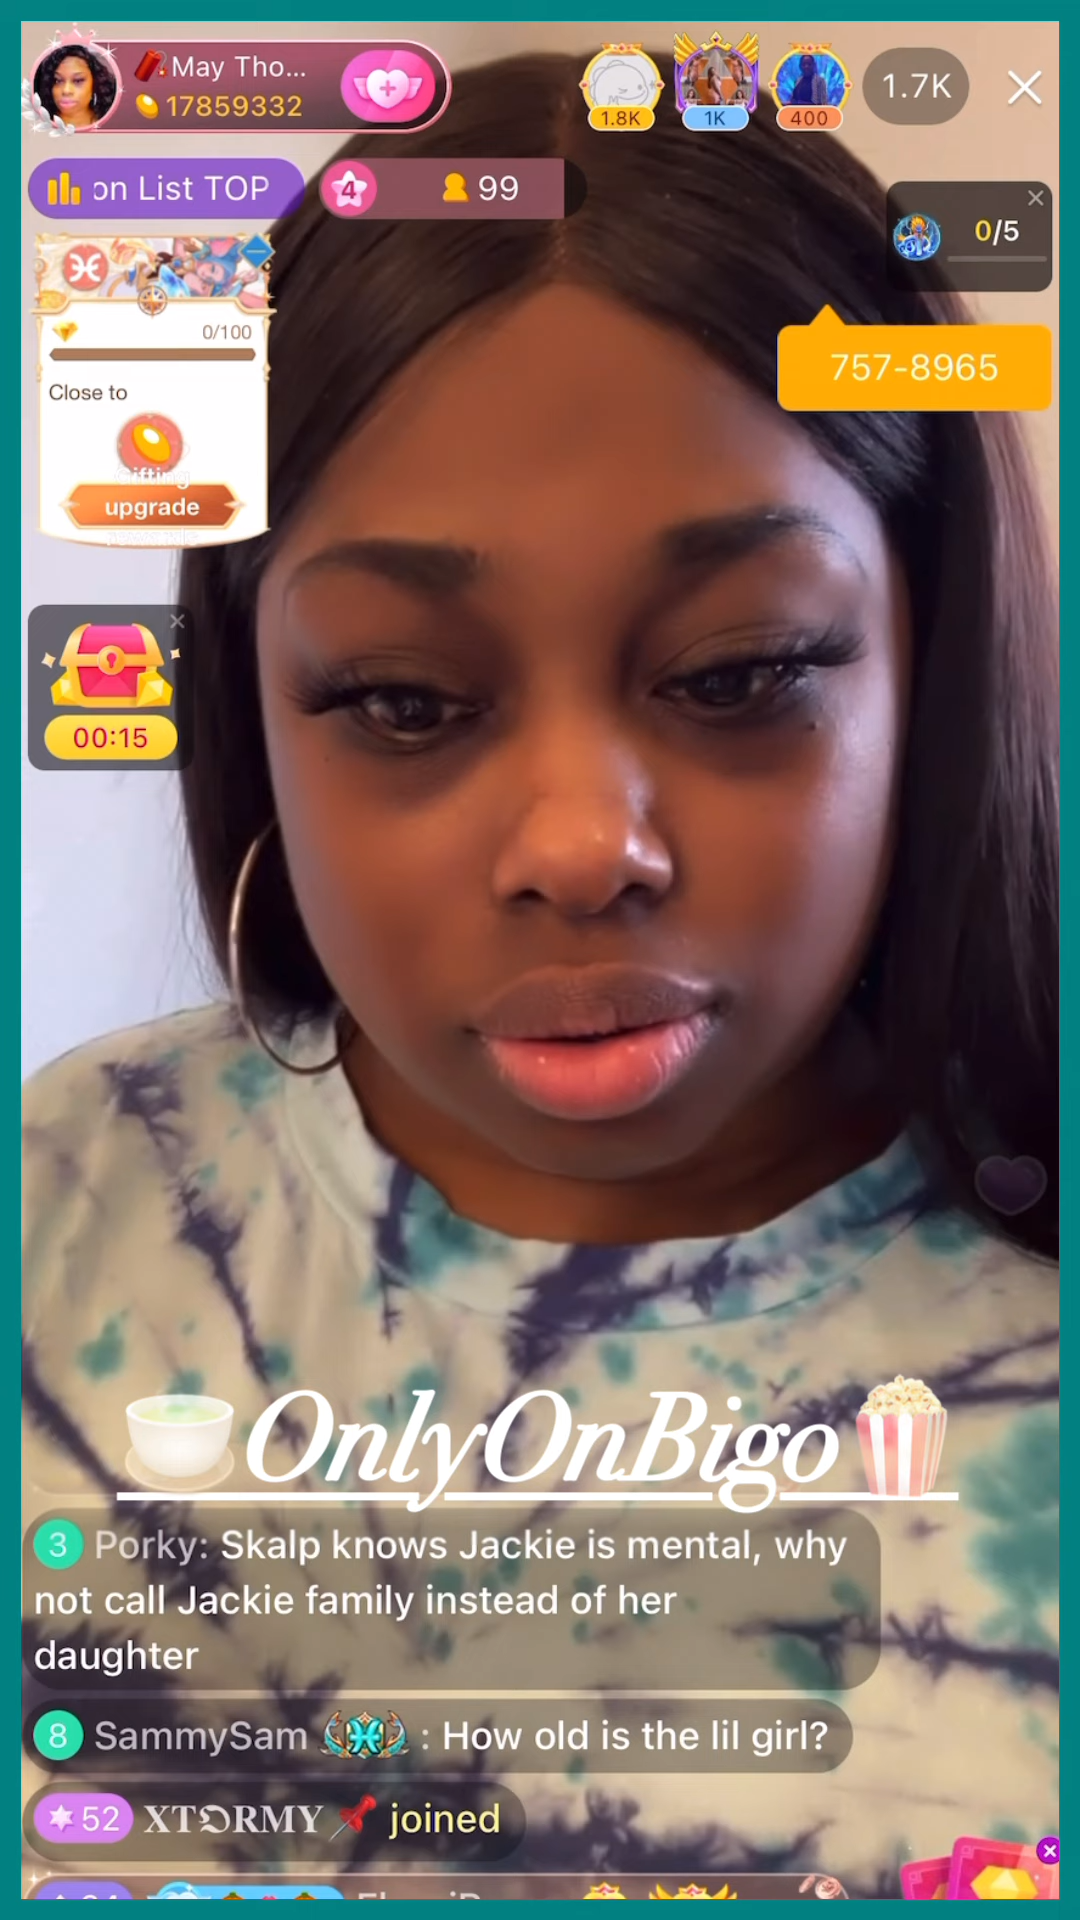 May Tho...
17859332
1.8K
1K
400
1.7K
on List TOP
4
99
0/5
0/100
757-8965
Close to
Gifting
upgrade
00:15
OnlyOnBigo
3 Porky: Skalp knows Jackie is mental, why
not call Jackie family instead of her
daughter
8 SammySam : How old is the lil girl?
52 XTՋRMY joined